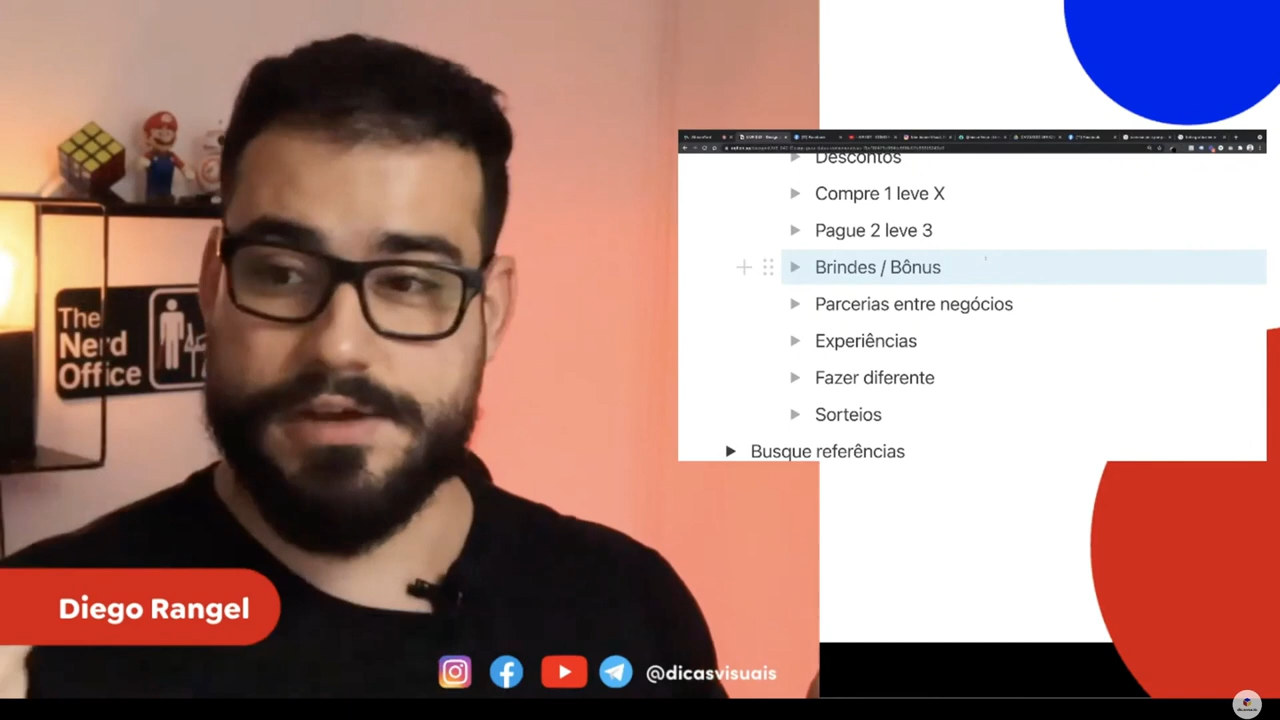 Descontos
Compre 1 leve X
Pague 2 leve 3
Brindes / Bônus
Parcerias entre negócios
Experiências
Fazer diferente
Sorteios
Busque referências
The
Nerd
Office
Diego Rangel
@dicasvisuais